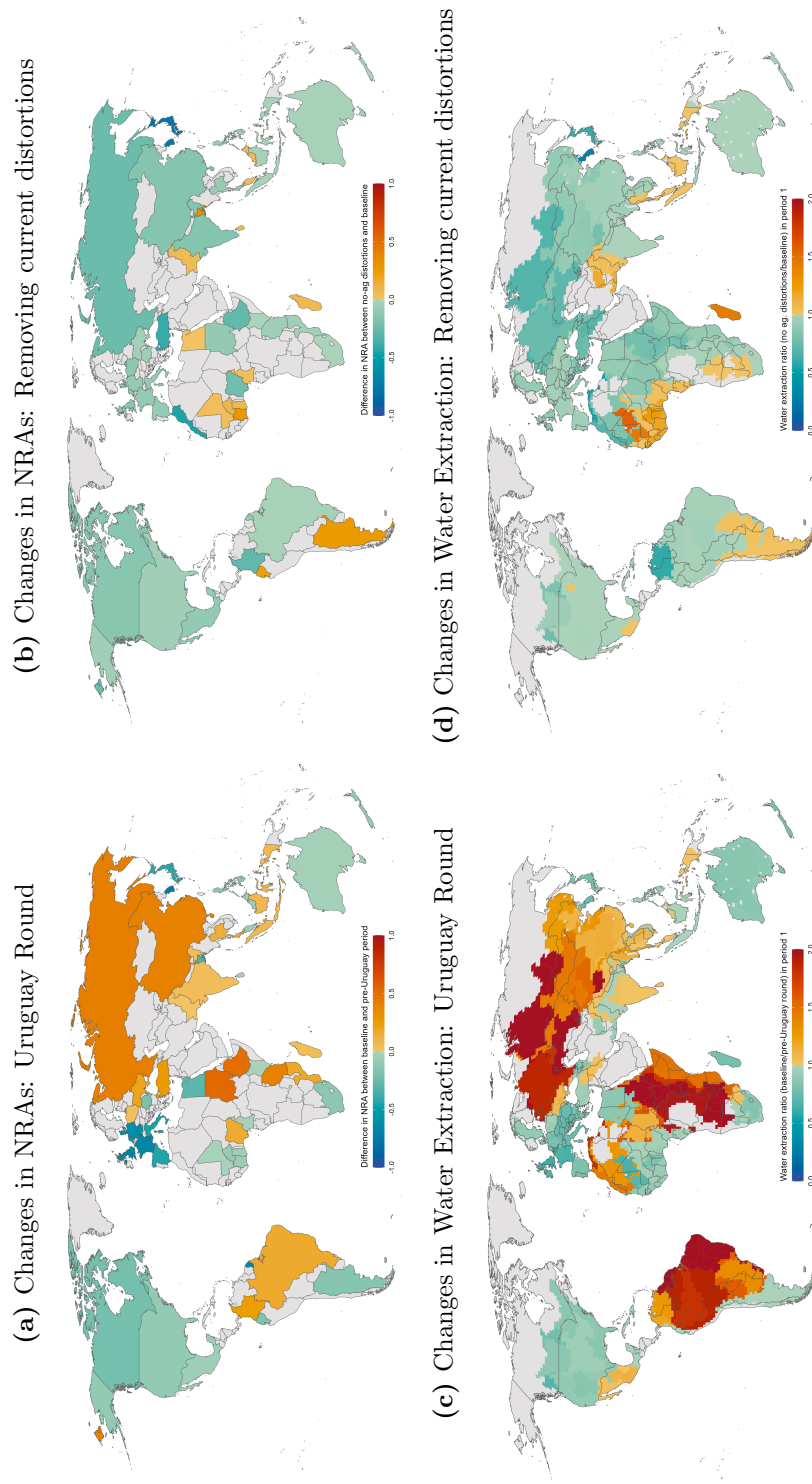 (a) Changes in NRAs: Uruguay Round
Difference in NRA between baseline and pre-Uruguay period
-1.0 -0.5 0.0 0.5 1.0
(b) Changes in NRAs: Removing current distortions
Difference in NRA between no-ag distortions and baseline
-1.0 -0.5 0.0 0.5 1.0
(c) Changes in Water Extraction: Uruguay Round
Water extraction ratio (baseline/pre-Uruguay round) in period 1
0.0 0.5 1.0 1.5 2.0
(d) Changes in Water Extraction: Removing current distortions
Water extraction ratio (no ag. distortions/baseline) in period 1
0.0 0.5 1.0 1.5 2.0